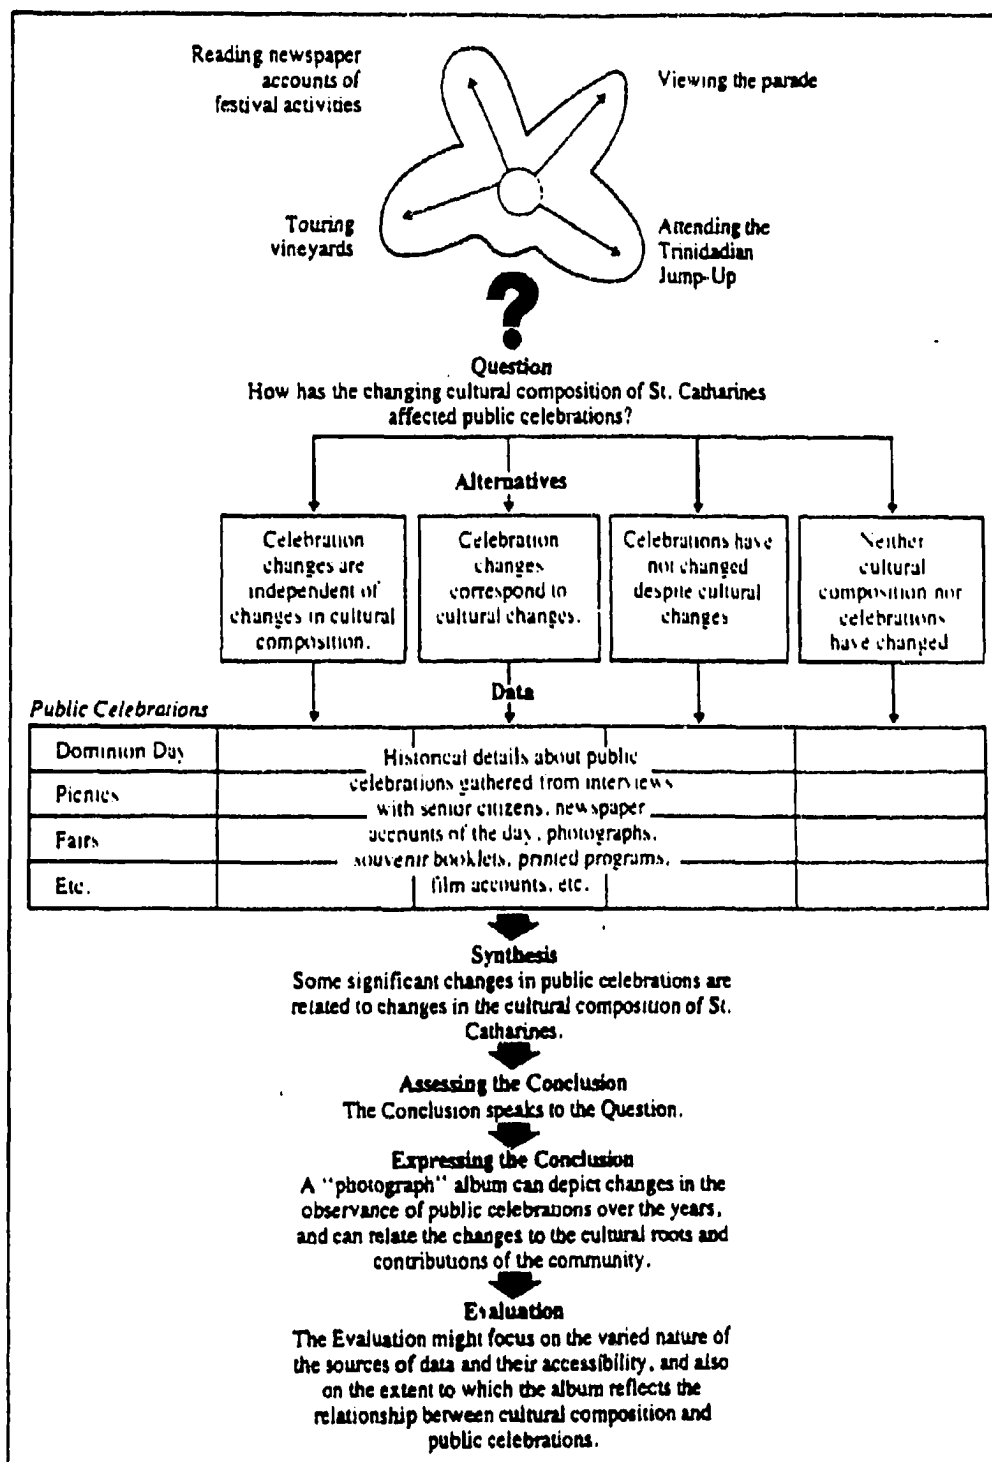 Reading newspaper
accounts of
festival activities
Viewing the parade
Touring
vineyards
Attending the
Trinidadian
Jump-Up
?
Question
How has the changing cultural composition of St. Catharines
affected public celebrations?
Alternatives
Celebration
changes are
independent of
changes in cultural
composition.
Celebration
changes
correspond to
cultural changes.
Celebrations have
not changed
despite cultural
changes
Neither
cultural
composition nor
celebrations
have changed
Data
Public Celebrations
Dominion Day
Picnics
Fairs
Etc.
Historical details about public
celebrations gathered from interviews
with senior citizens, newspaper
accounts of the day, photographs,
souvenir booklets, printed programs,
film accounts, etc.
Synthesis
Some significant changes in public celebrations are
related to changes in the cultural composition of St.
Catharines.
Assessing the Conclusion
The Conclusion speaks to the Question.
Expressing the Conclusion
A "photograph" album can depict changes in the
observance of public celebrations over the years,
and can relate the changes to the cultural roots and
contributions of the community.
Evaluation
The Evaluation might focus on the varied nature of
the sources of data and their accessibility, and also
on the extent to which the album reflects the
relationship between cultural composition and
public celebrations.